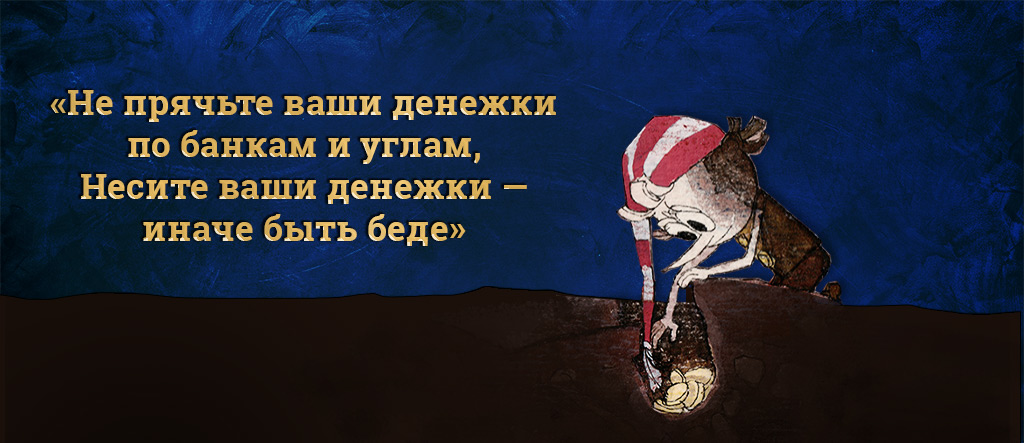 «Не прячьте ваши денежки
по банкам и углам,
Несите ваши денежки —
иначе быть беде»